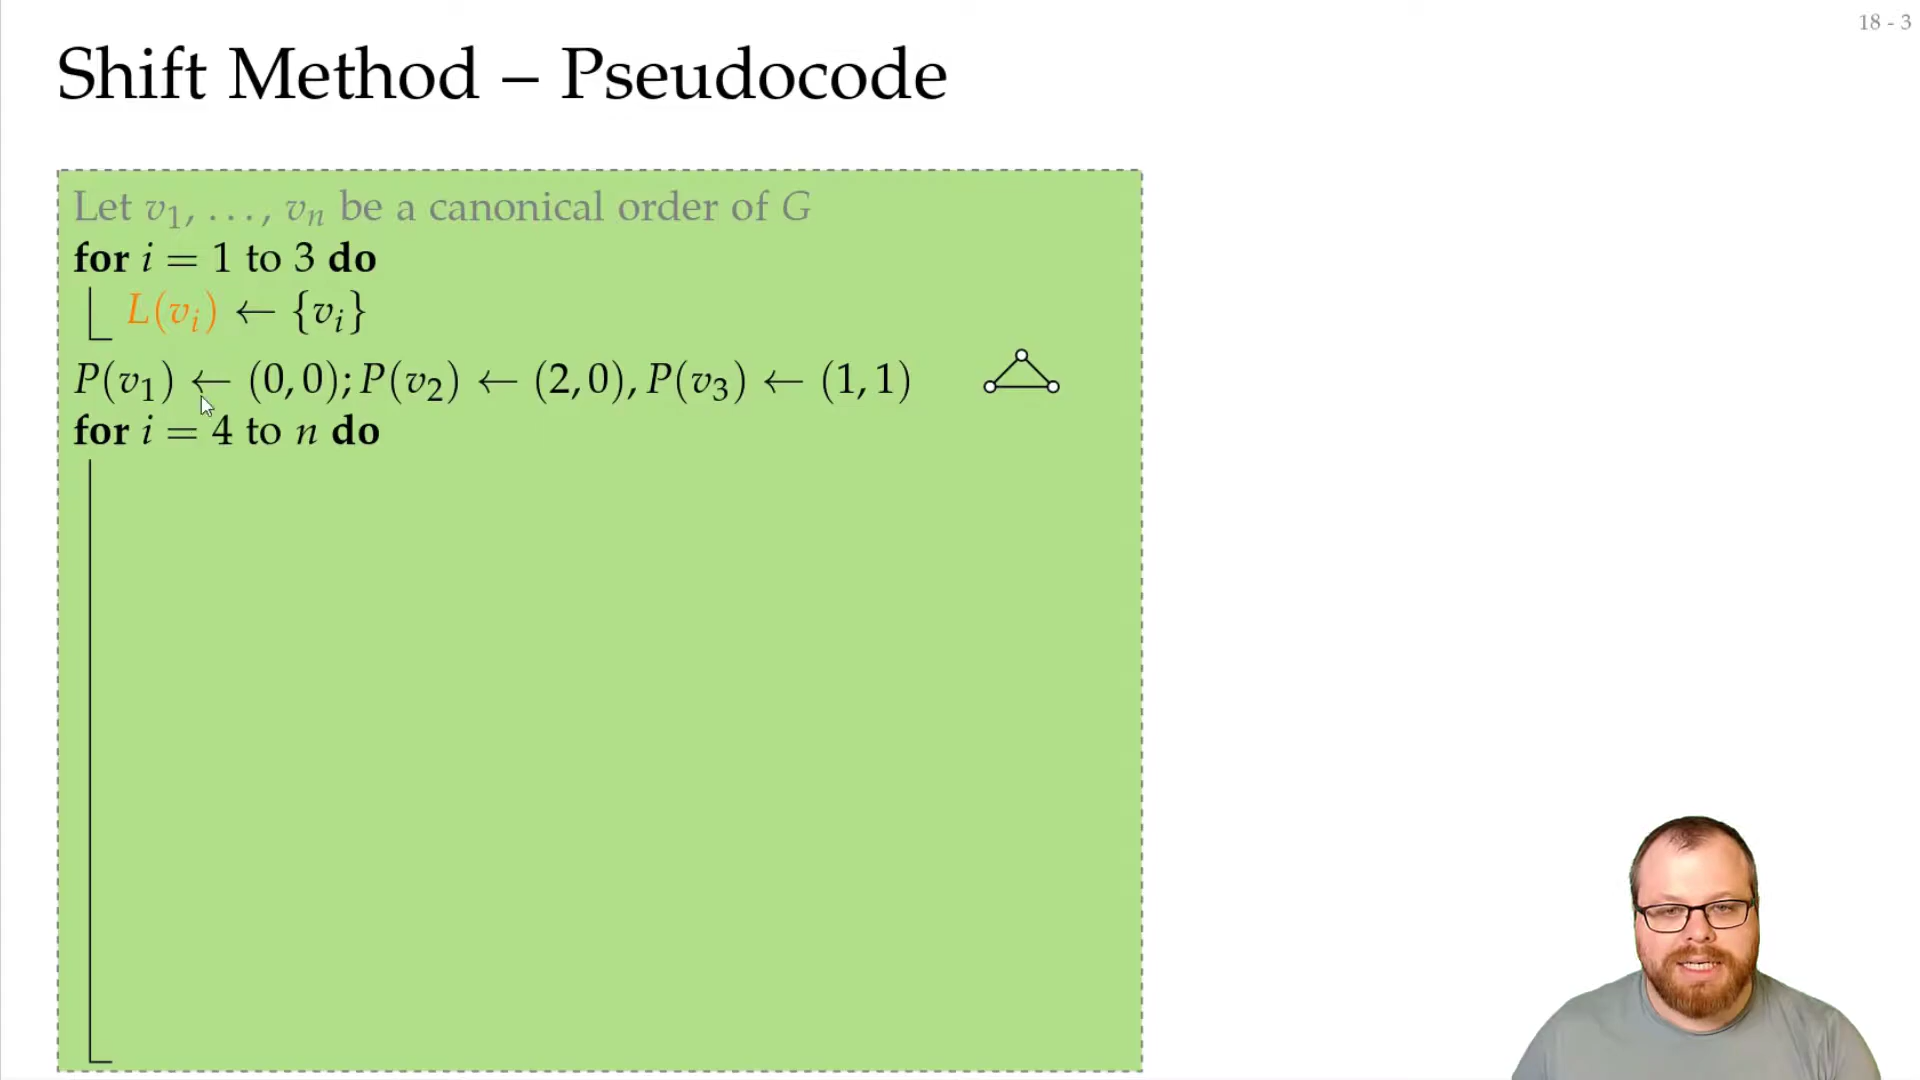 18 - 3
Shift Method – Pseudocode
Let v₁, …, vₙ be a canonical order of G
for i = 1 to 3 do
L(vᵢ) ← {vᵢ}
P(v₁) ← (0, 0); P(v₂) ← (2, 0), P(v₃) ← (1, 1)
for i = 4 to n do